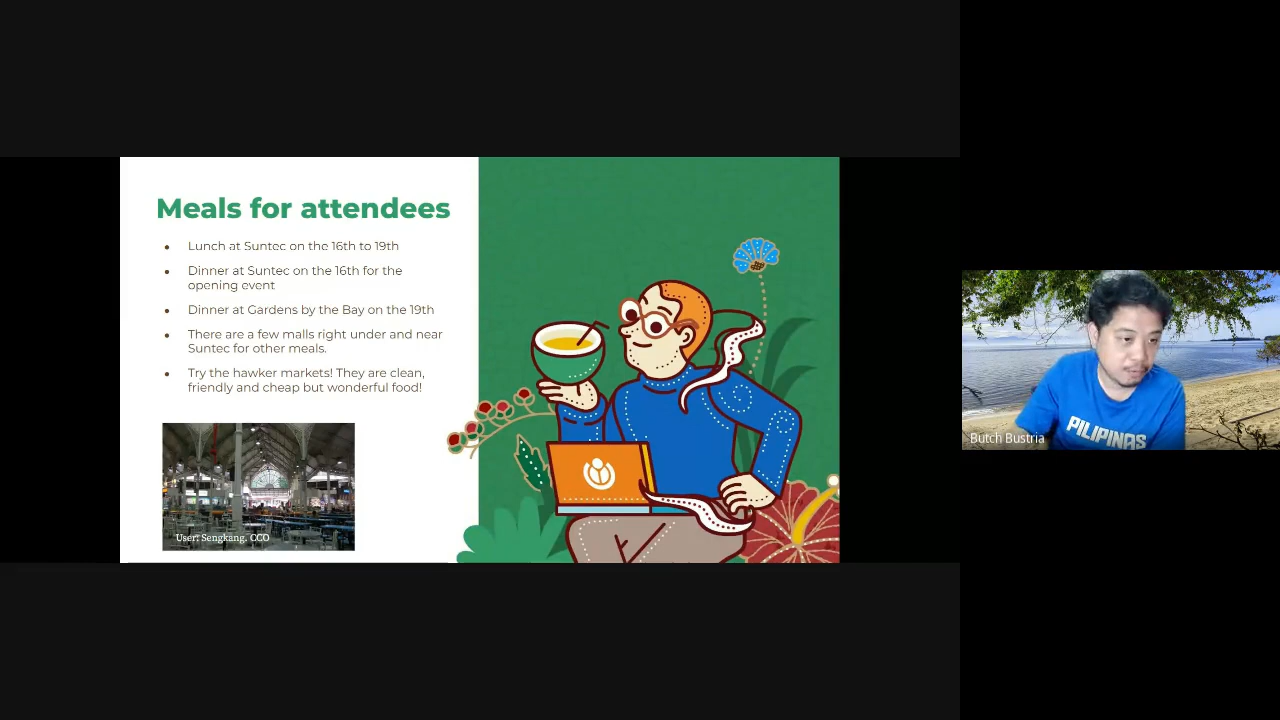 Meals for attendees
● Lunch at Suntec on the 16th to 19th
● Dinner at Suntec on the 16th for the
opening event
● Dinner at Gardens by the Bay on the 19th
● There are a few malls right under and near
Suntec for other meals.
● Try the hawker markets! They are clean,
friendly and cheap but wonderful food!
User: Sengkang. CC0
PILIPINAS
Butch Bustria